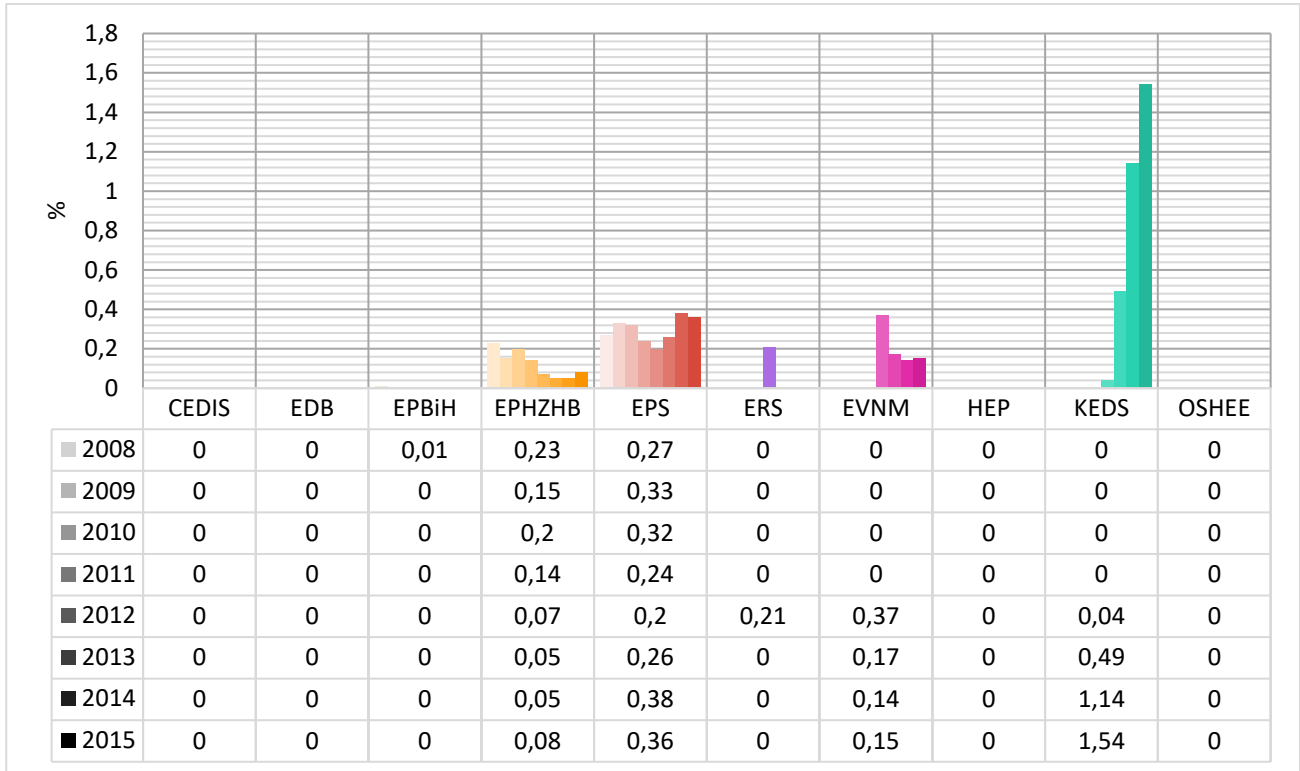 1,8
1,6
1,4
1,2
1
0,8
0,6
0,4
0,2
0
%
CEDIS EDB EPBiH EPHZHB EPS ERS EVNM HEP KEDS OSHEE
2008 0 0 0,01 0,23 0,27 0 0 0 0 0
2009 0 0 0 0,15 0,33 0 0 0 0 0
2010 0 0 0 0,2 0,32 0 0 0 0 0
2011 0 0 0 0,14 0,24 0 0 0 0 0
2012 0 0 0 0,07 0,2 0,21 0,37 0 0,04 0
2013 0 0 0 0,05 0,26 0 0,17 0 0,49 0
2014 0 0 0 0,05 0,38 0 0,14 0 1,14 0
2015 0 0 0 0,08 0,36 0 0,15 0 1,54 0